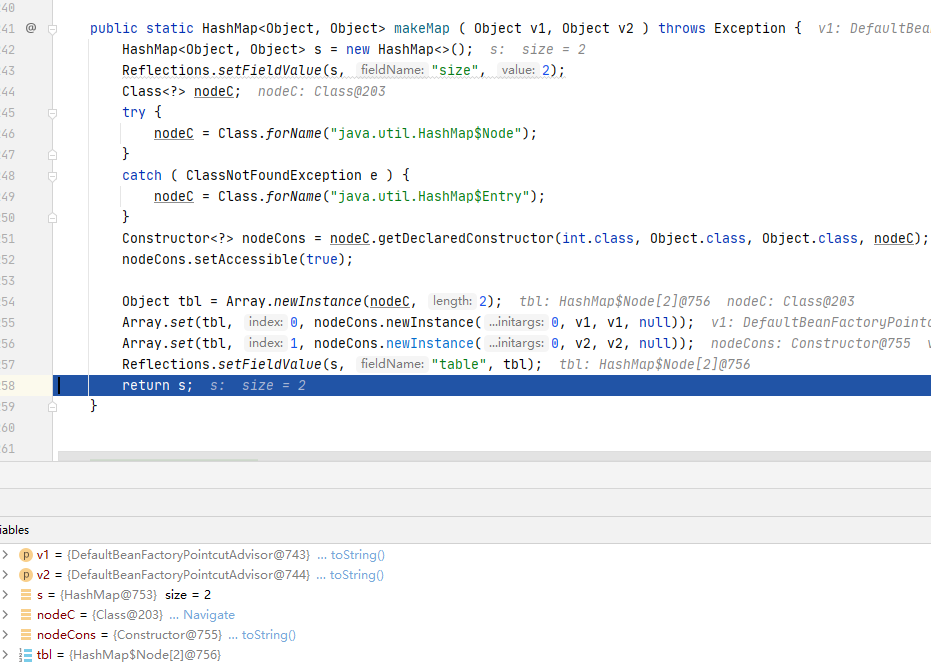 40
41 @ public static HashMap<Object, Object> makeMap ( Object v1, Object v2 ) throws Exception { v1: DefaultBea
42 HashMap<Object, Object> s = new HashMap<>(); s: size = 2
43 Reflections.setFieldValue(s, fieldName: "size", value: 2);
44 Class<?> nodeC; nodeC: Class@203
45 try {
46 nodeC = Class.forName("java.util.HashMap$Node");
47 }
48 catch ( ClassNotFoundException e ) {
49 nodeC = Class.forName("java.util.HashMap$Entry");
50 }
51 Constructor<?> nodeCons = nodeC.getDeclaredConstructor(int.class, Object.class, Object.class, nodeC);
52 nodeCons.setAccessible(true);
53
54 Object tbl = Array.newInstance(nodeC, length: 2); tbl: HashMap$Node[2]@756 nodeC: Class@203
55 Array.set(tbl, index: 0, nodeCons.newInstance( ...initargs: 0, v1, v1, null)); v1: DefaultBeanFactoryPointc
56 Array.set(tbl, index: 1, nodeCons.newInstance( ...initargs: 0, v2, v2, null)); nodeCons: Constructor@755 v
57 Reflections.setFieldValue(s, fieldName: "table", tbl); tbl: HashMap$Node[2]@756
58 return s; s: size = 2
59 }
60
61
iables
p v1 = {DefaultBeanFactoryPointcutAdvisor@743} ... toString()
p v2 = {DefaultBeanFactoryPointcutAdvisor@744} ... toString()
s = {HashMap@753} size = 2
nodeC = {Class@203} ... Navigate
nodeCons = {Constructor@755} ... toString()
tbl = {HashMap$Node[2]@756}